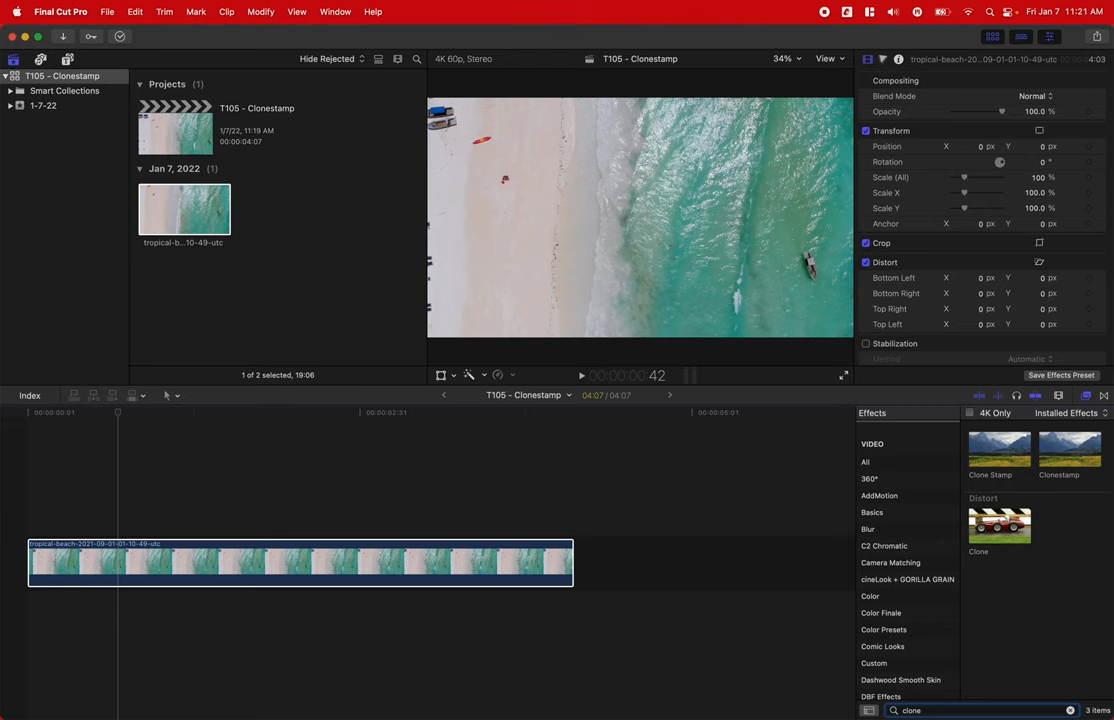 Final Cut Pro File Edit Trim Mark Clip Modify View Window Help Fri Jan 7 11:21 AM
T105 - Clonestamp
Smart Collections
1-7-22
Hide Rejected
Projects (1)
T105 - Clonestamp
1/7/22, 11:19 AM
00:00:04:07
Jan 7, 2022 (1)
tropical-b...10-49-utc
1 of 2 selected, 19:06
4K 60p, Stereo T105 - Clonestamp 34% View
00:00:00:42
tropical-beach-20...09-01-01-10-49-utc 4:03
Compositing
Blend Mode Normal
Opacity 100.0 %
Transform
Position X 0 px Y 0 px
Rotation 0 °
Scale (All) 100 %
Scale X 100.0 %
Scale Y 100.0 %
Anchor X 0 px Y 0 px
Crop
Distort
Bottom Left X 0 px Y 0 px
Bottom Right X 0 px Y 0 px
Top Right X 0 px Y 0 px
Top Left X 0 px Y 0 px
Stabilization
Method Automatic
Save Effects Preset
Index T105 - Clonestamp 04:07 / 04:07
00:00:00:01 00:00:02:31 00:00:05:01
tropical-beach-2021-09-01-01-10-49-utc
Effects 4K Only Installed Effects
VIDEO
All
360°
AddMotion
Basics
Blur
C2 Chromatic
Camera Matching
cineLook + GORILLA GRAIN
Color
Color Finale
Color Presets
Comic Looks
Custom
Dashwood Smooth Skin
DBF Effects
Clone Stamp Clonestamp
Distort
Clone
clone 3 items